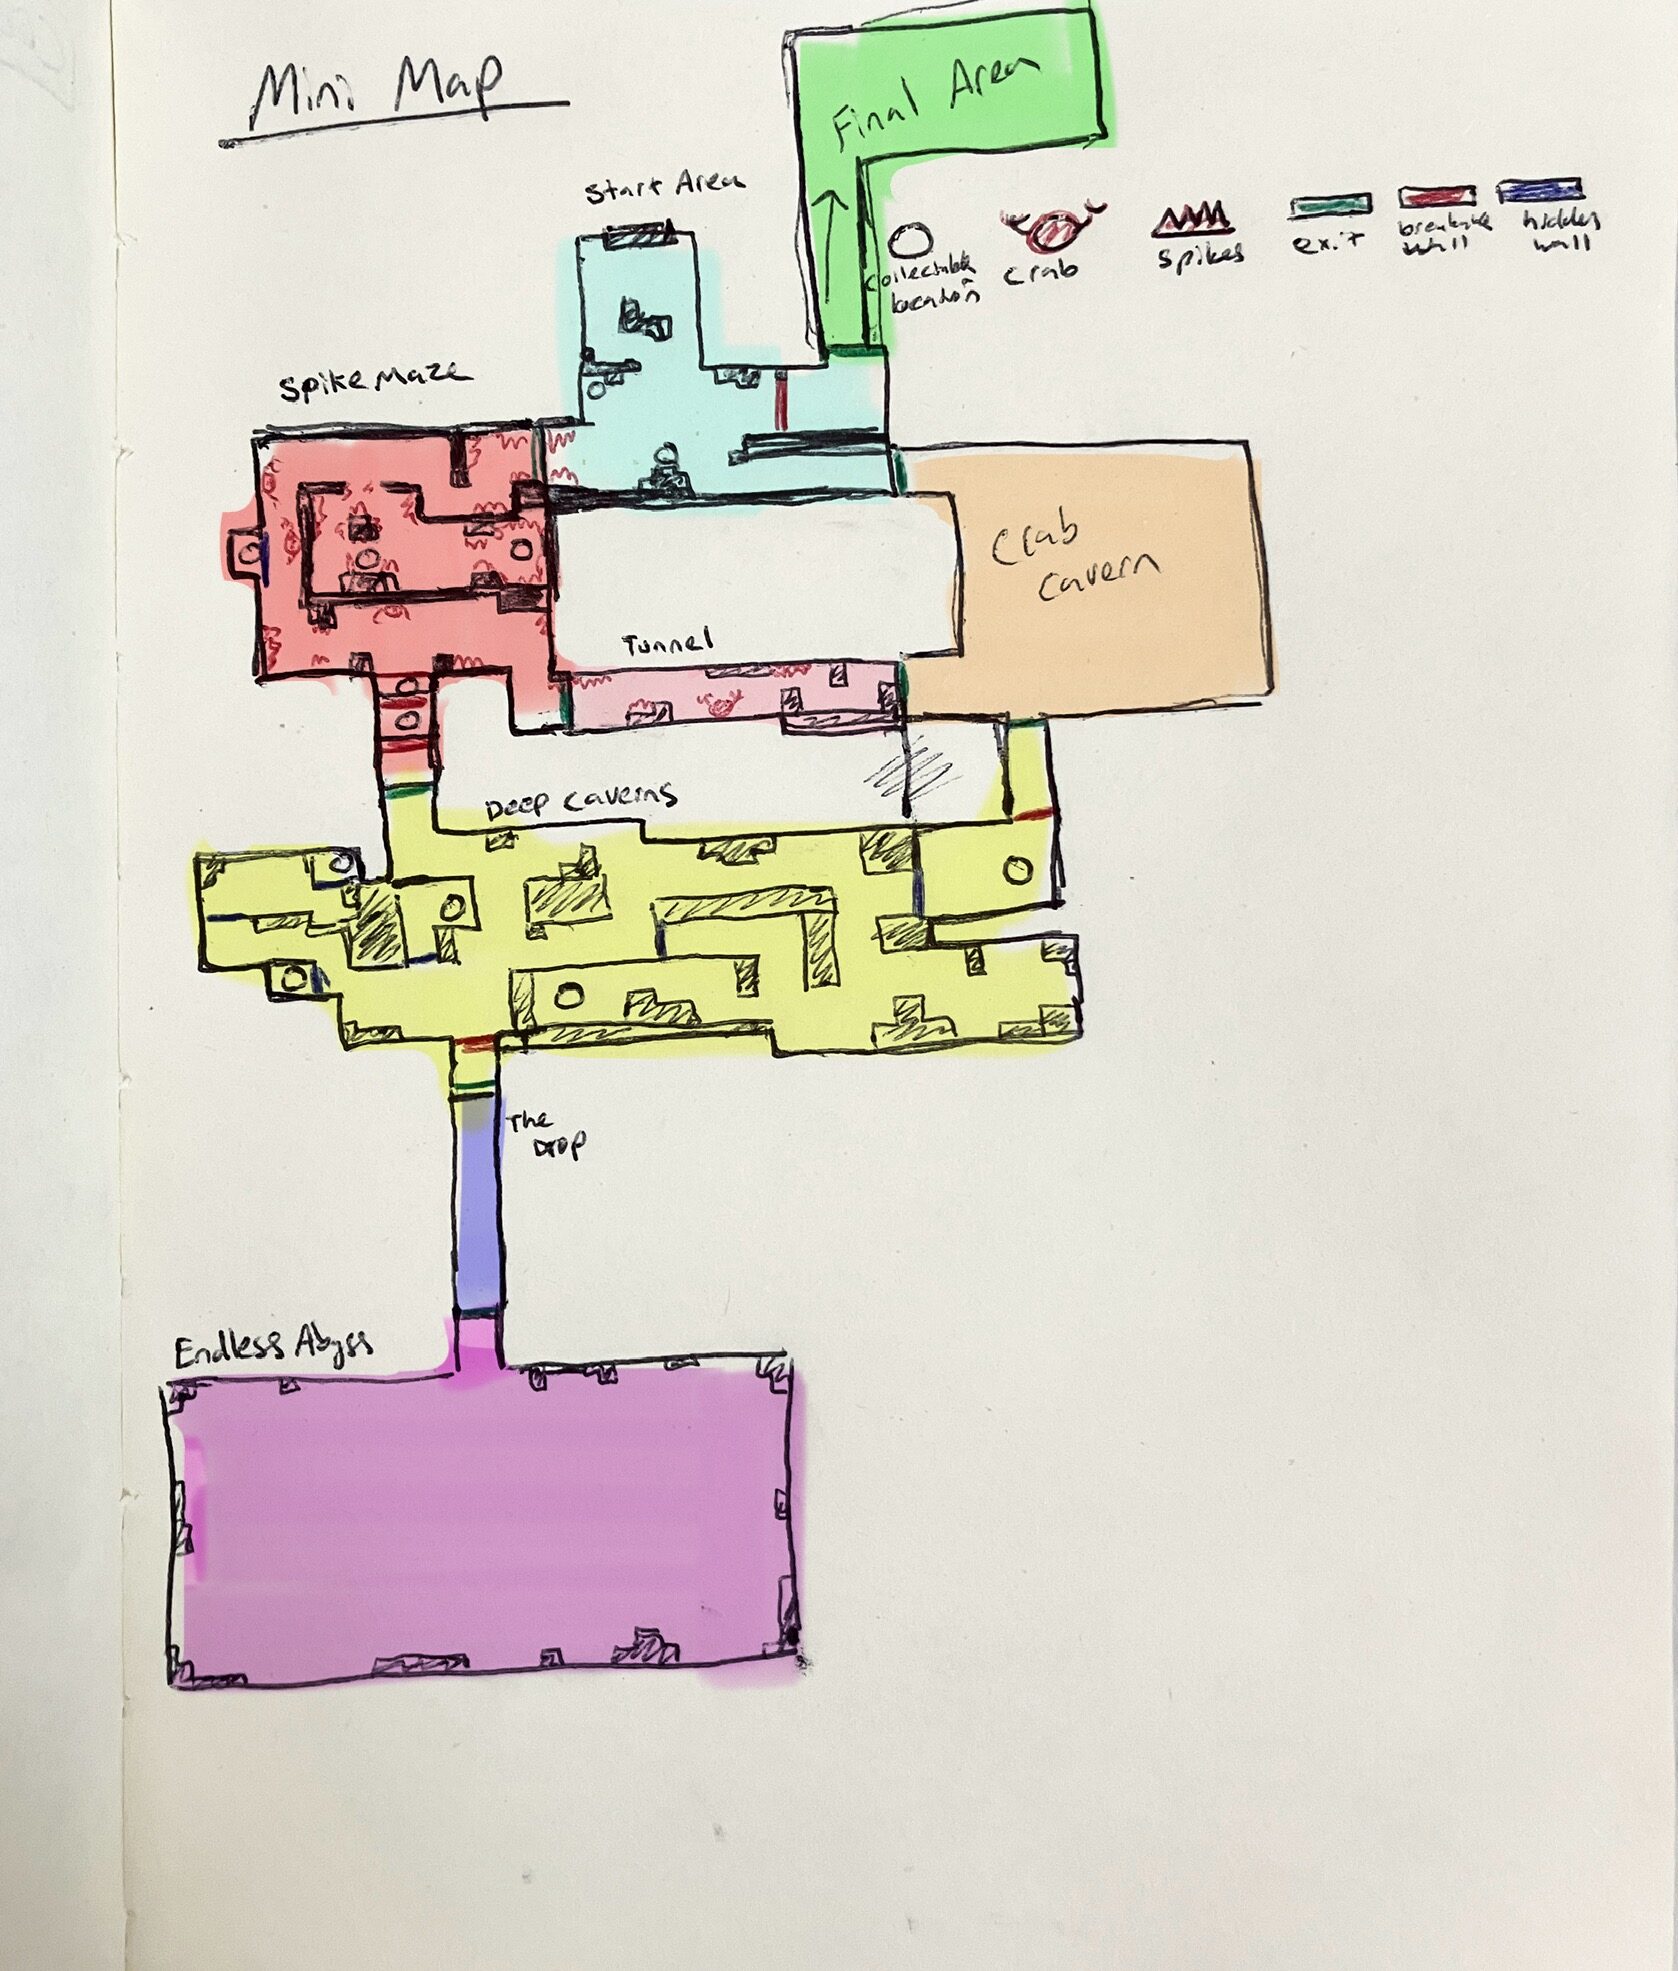 Mini Map
Final Area
Start Area
collectable
location
crab
spikes
exit
breakable
wall
hidden
wall
Spike Maze
Crab
Cavern
Tunnel
Deep Caverns
The
Drop
Endless Abyss